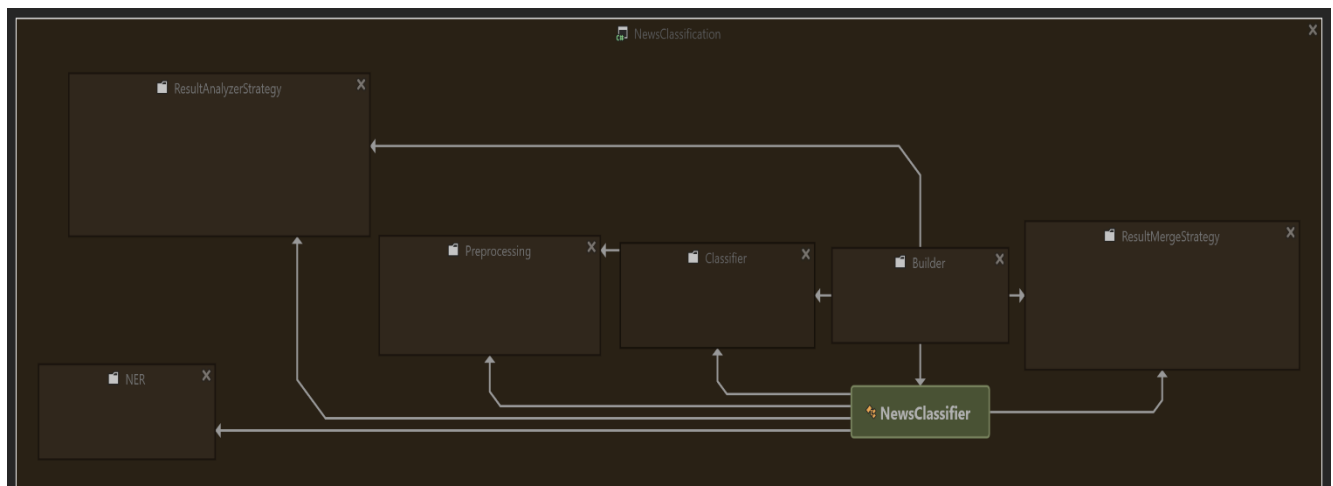 NewsClassification
ResultAnalyzerStrategy
Preprocessing
Classifier
Builder
ResultMergeStrategy
NER
NewsClassifier